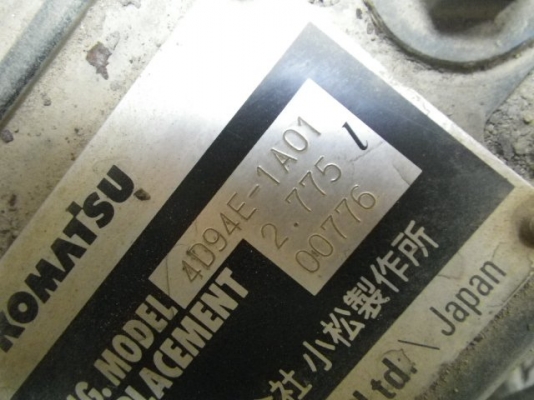 KOMATSU
G. MODEL 4D94E-1A01
PLACEMENT 2.775 l
00776
社 小松製作所
Ltd. \ Japan